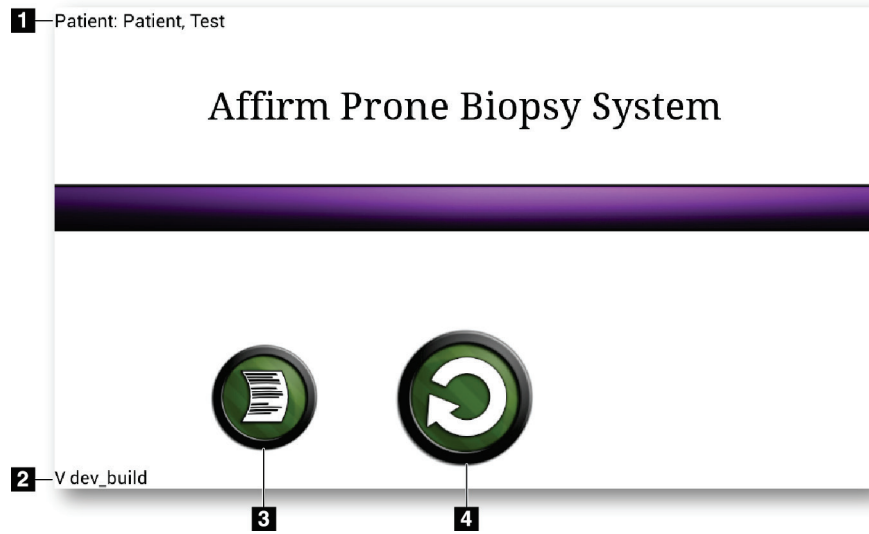 1 Patient: Patient, Test
Affirm Prone Biopsy System
2 V dev_build
3 4